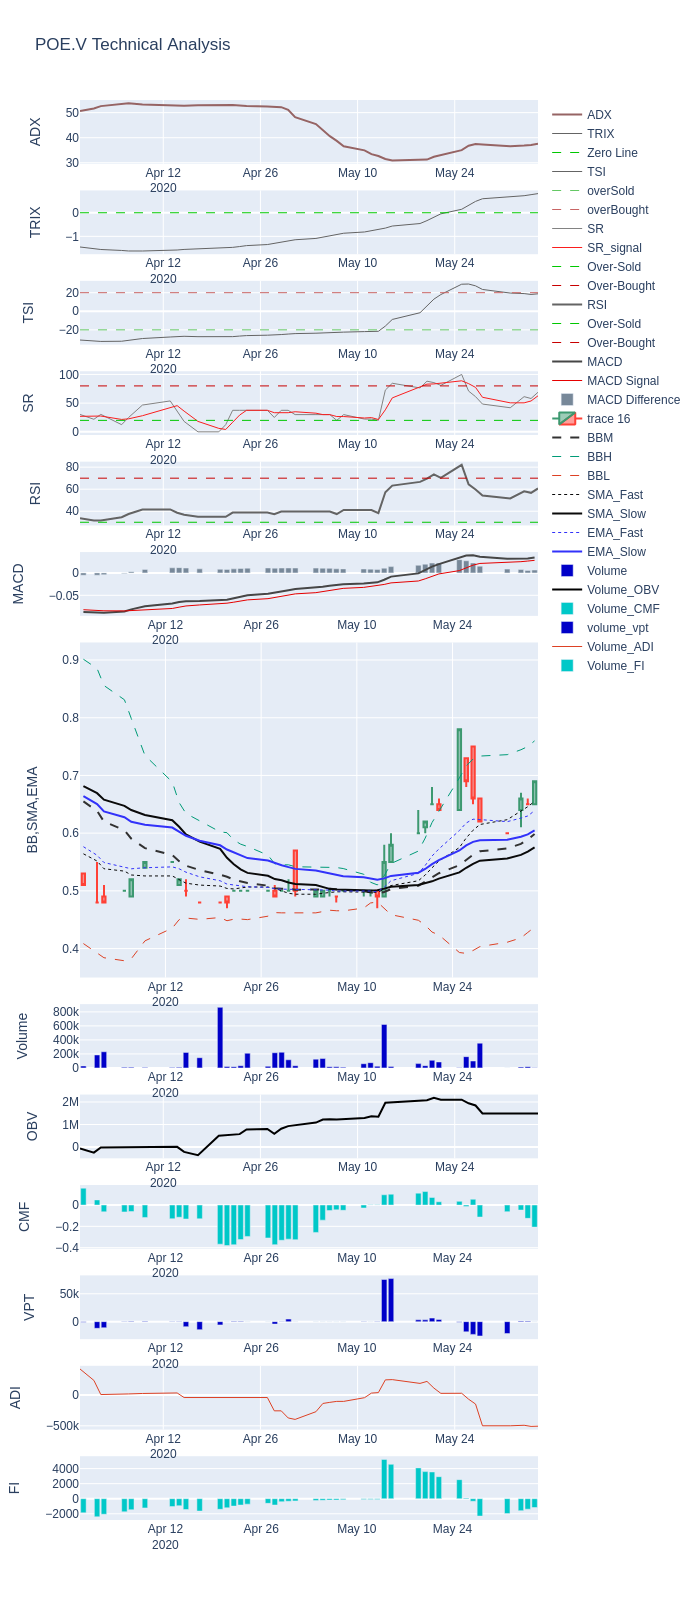 POE.V Technical Analysis
ADX
50
40
30
Apr 12
2020
Apr 26
May 10
May 24
TRIX
0
−1
Apr 12
2020
Apr 26
May 10
May 24
TSI
20
0
−20
Apr 12
2020
Apr 26
May 10
May 24
SR
100
50
0
Apr 12
2020
Apr 26
May 10
May 24
RSI
80
60
40
Apr 12
2020
Apr 26
May 10
May 24
MACD
0
−0.05
Apr 12
2020
Apr 26
May 10
May 24
BB,SMA,EMA
0.9
0.8
0.7
0.6
0.5
0.4
Apr 12
2020
Apr 26
May 10
May 24
Volume
800k
600k
400k
200k
0
Apr 12
2020
Apr 26
May 10
May 24
OBV
2M
1M
0
Apr 12
2020
Apr 26
May 10
May 24
CMF
0
−0.2
−0.4
Apr 12
2020
Apr 26
May 10
May 24
VPT
50k
0
Apr 12
2020
Apr 26
May 10
May 24
ADI
0
−500k
Apr 12
2020
Apr 26
May 10
May 24
FI
4000
2000
0
−2000
Apr 12
2020
Apr 26
May 10
May 24
ADX
TRIX
Zero Line
TSI
overSold
overBought
SR
SR_signal
Over-Sold
Over-Bought
RSI
Over-Sold
Over-Bought
MACD
MACD Signal
MACD Difference
trace 16
BBM
BBH
BBL
SMA_Fast
SMA_Slow
EMA_Fast
EMA_Slow
Volume
Volume_OBV
Volume_CMF
volume_vpt
Volume_ADI
Volume_FI